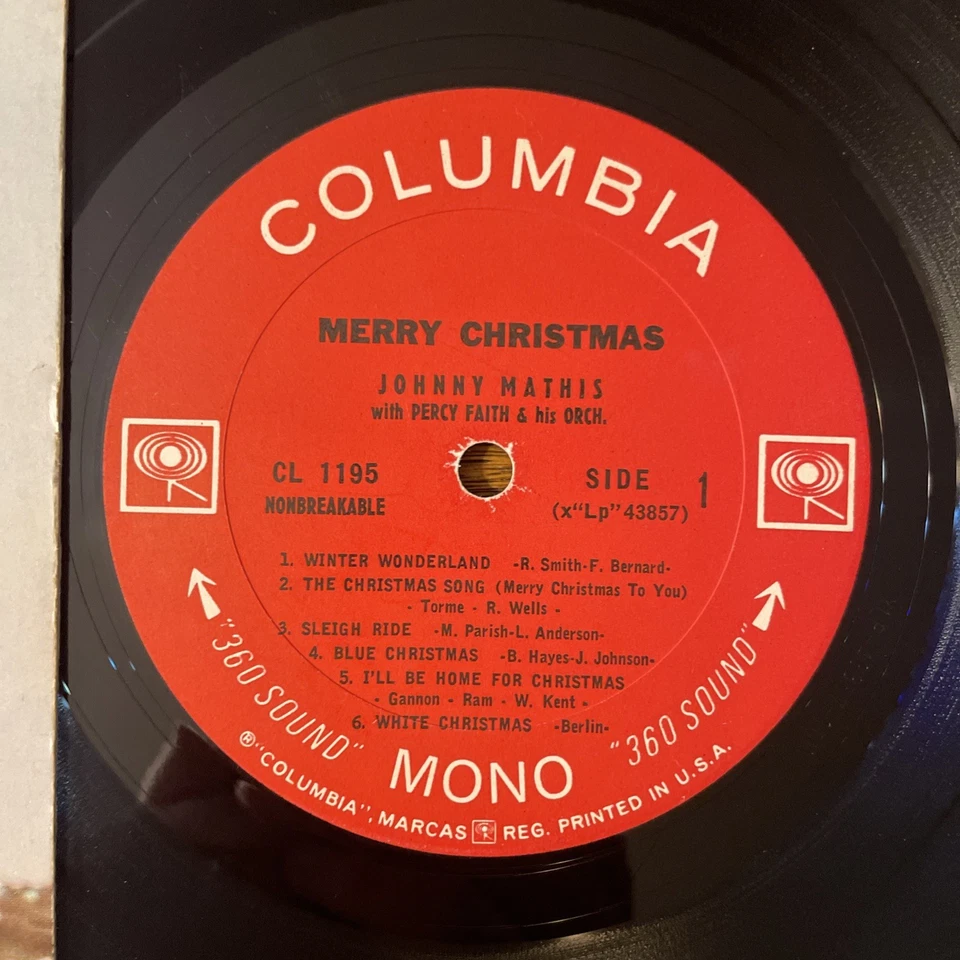 COLUMBIA
MERRY CHRISTMAS
JOHNNY MATHIS
with PERCY FAITH & his ORCH.
CL 1195
NONBREAKABLE
SIDE 1
(x"Lp"43857)
1. WINTER WONDERLAND -R. Smith-F. Bernard-
2. THE CHRISTMAS SONG (Merry Christmas To You)
- Torme - R. Wells -
3. SLEIGH RIDE -M. Parish-L. Anderson-
4. BLUE CHRISTMAS -B. Hayes-J. Johnson-
5. I'LL BE HOME FOR CHRISTMAS
- Gannon - Ram - W. Kent -
6. WHITE CHRISTMAS -Berlin-
"360 SOUND"
MONO
"360 SOUND"
®"COLUMBIA", MARCAS REG. PRINTED IN U.S.A.